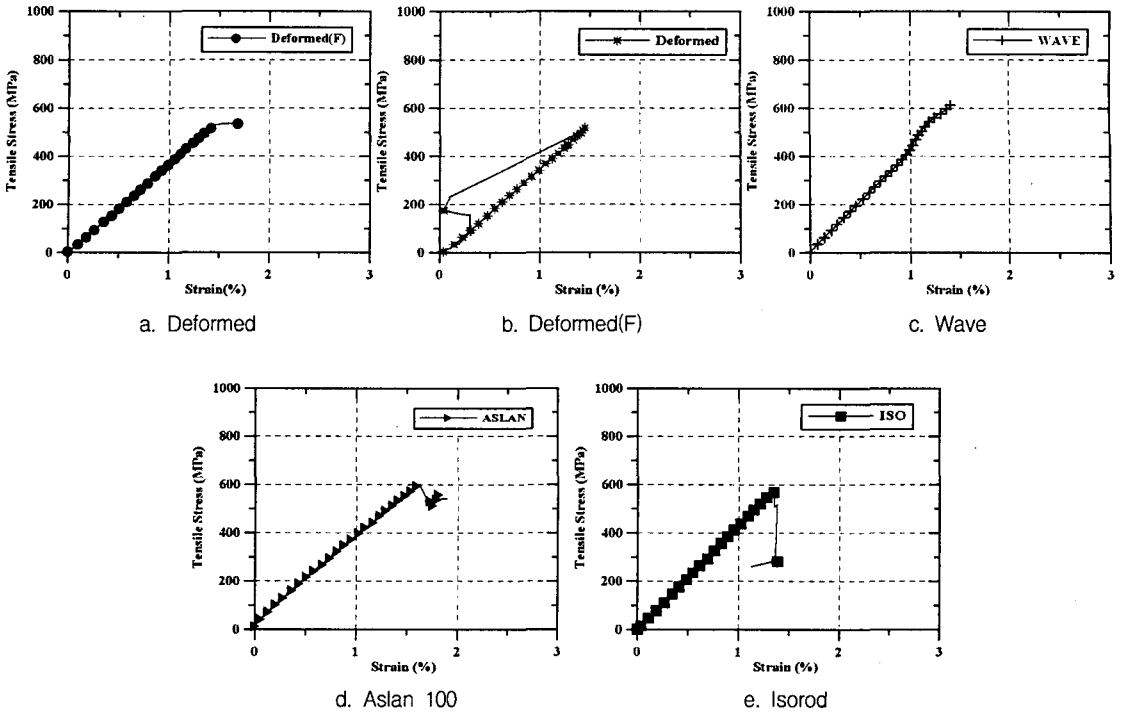 1000
800
600
400
200
0
Tensile Stress (MPa)
Deformed(F)
0 1 2 3
Strain(%)
a. Deformed
1000
800
600
400
200
0
Tensile Stress (MPa)
Deformed
0 1 2 3
Strain (%)
b. Deformed(F)
1000
800
600
400
200
0
Tensile Stress (MPa)
WAVE
0 1 2 3
Strain (%)
c. Wave
1000
800
600
400
200
0
Tensile Stress (MPa)
ASLAN
0 1 2 3
Strain (%)
d. Aslan 100
1000
800
600
400
200
0
Tensile Stress (MPa)
ISO
0 1 2 3
Strain (%)
e. Isorod